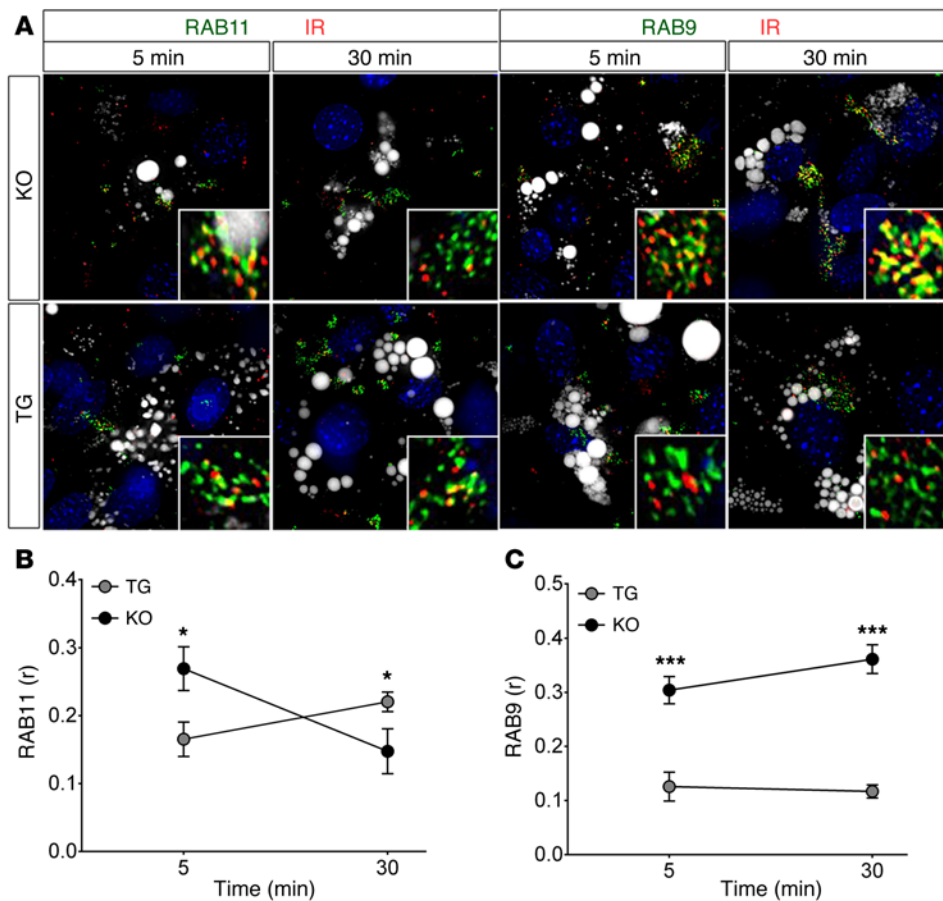 A
RAB11 IR RAB9 IR
5 min 30 min 5 min 30 min
KO
TG
B
C
0.4
0.3
0.2
0.1
0.0
RAB11 (r)
TG
KO
*
*
5 30
Time (min)
0.5
0.4
0.3
0.2
0.1
0.0
RAB9 (r)
TG
KO
***
***
5 30
Time (min)